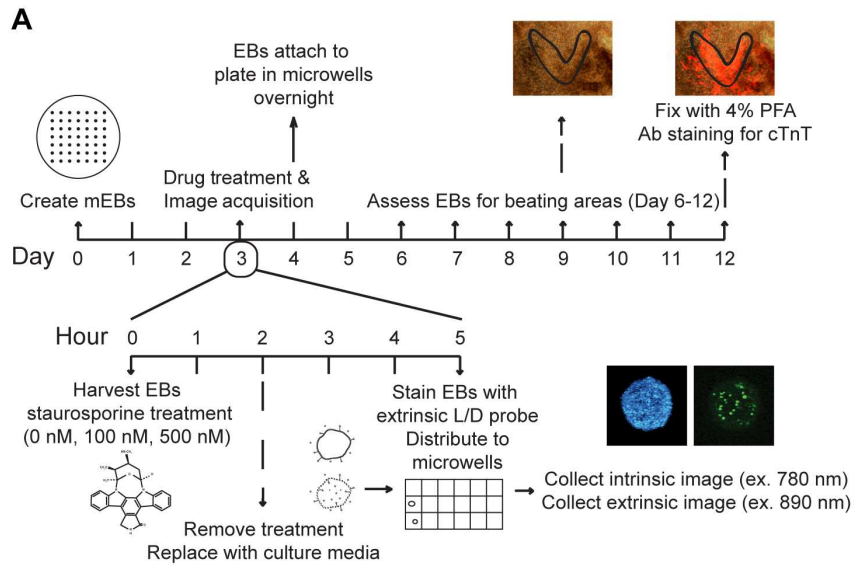 A
EBs attach to
plate in microwells
overnight
Fix with 4% PFA
Ab staining for cTnT
Create mEBs
Drug treatment &
Image acquisition
Assess EBs for beating areas (Day 6-12)
Day 0 1 2 3 4 5 6 7 8 9 10 11 12
Hour 0 1 2 3 4 5
Harvest EBs
staurosporine treatment
(0 nM, 100 nM, 500 nM)
Stain EBs with
extrinsic L/D probe
Distribute to
microwells
Remove treatment
Replace with culture media
Collect intrinsic image (ex. 780 nm)
Collect extrinsic image (ex. 890 nm)